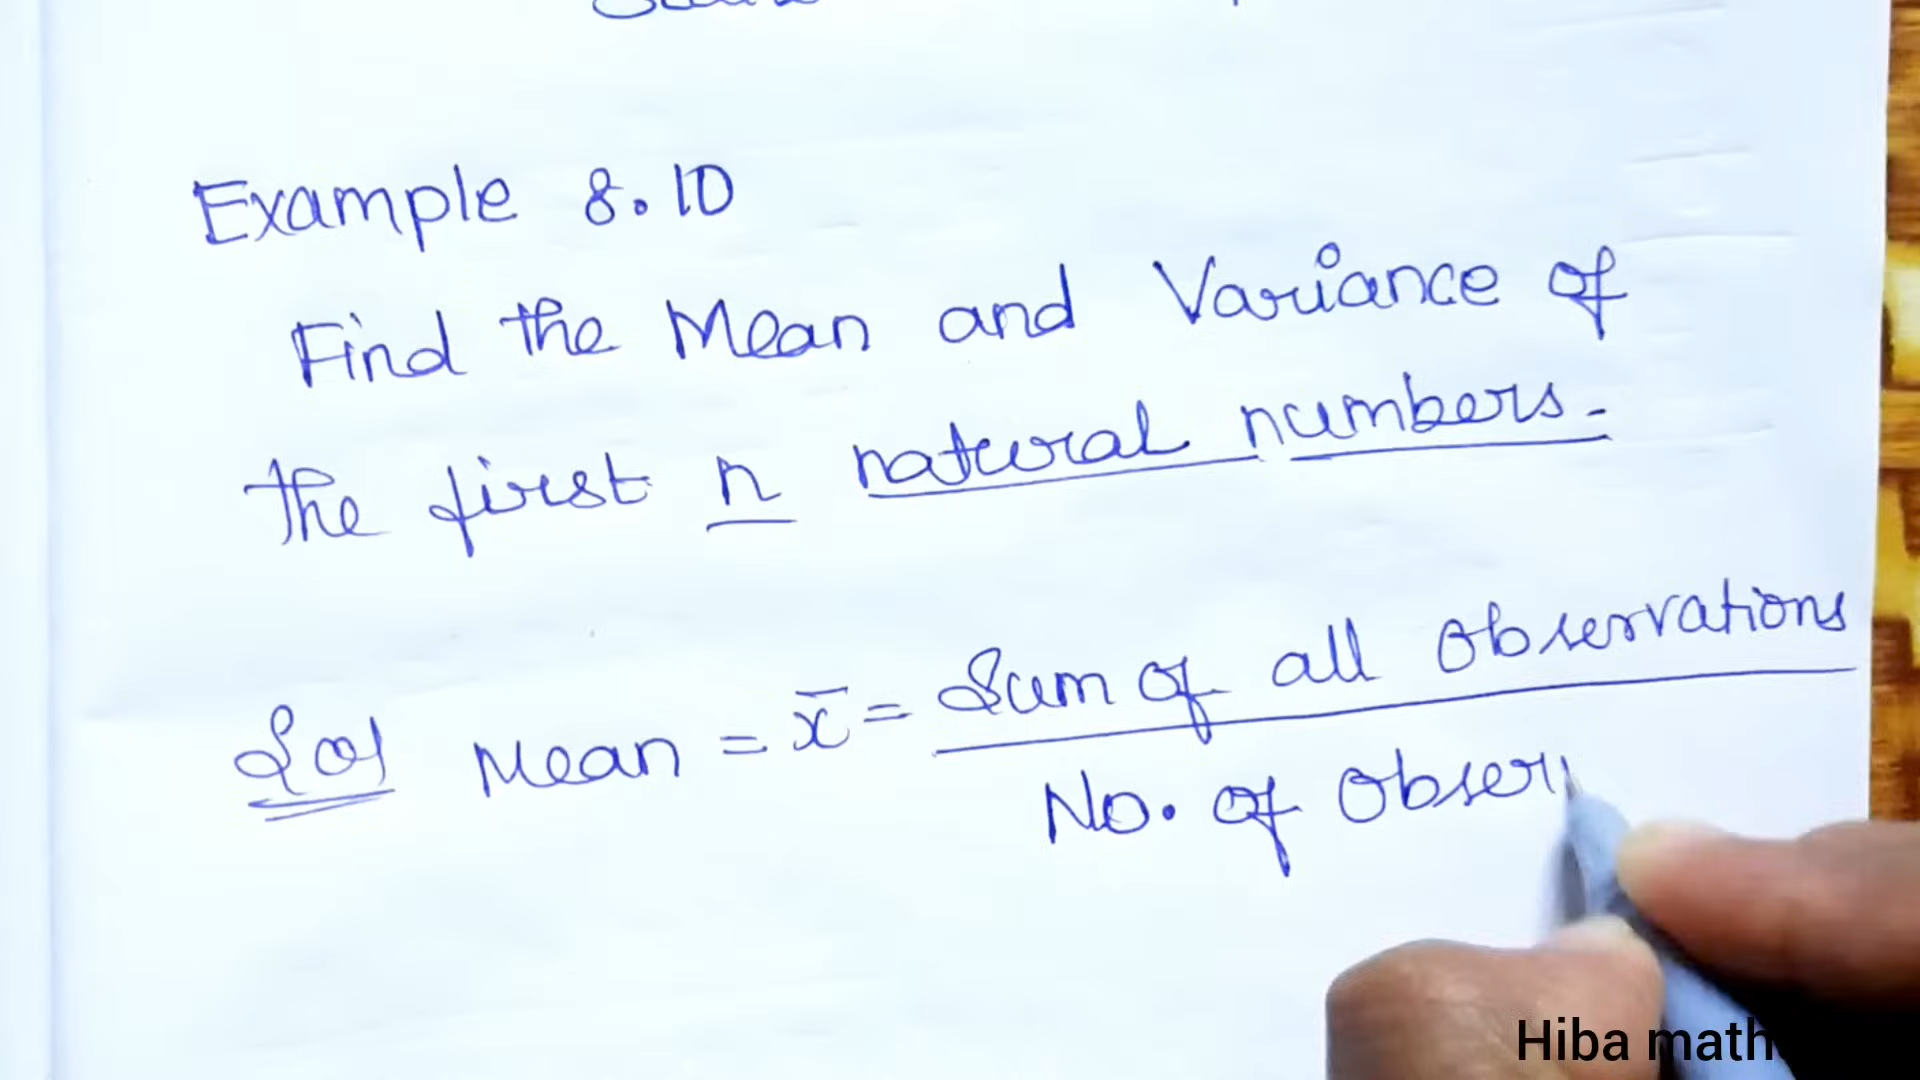 Example 8.10
Find the Mean and Variance of
the first n natural numbers.
Sol Mean = x̄ = Sum of all observations
No. of Obser
Hiba math